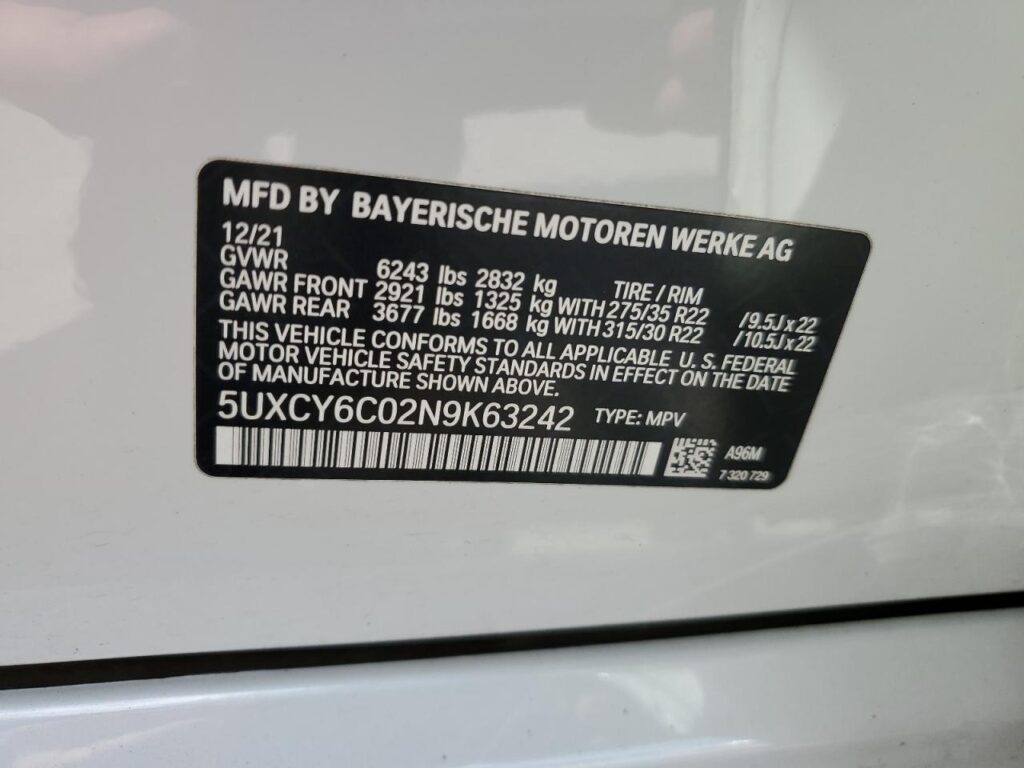 MFD BY BAYERISCHE MOTOREN WERKE AG
12/21
GVWR 6243 lbs 2832 kg TIRE / RIM
GAWR FRONT 2921 lbs 1325 kg WITH 275/35 R22 /9.5J x 22
GAWR REAR 3677 lbs 1668 kg WITH 315/30 R22 /10.5J x 22
THIS VEHICLE CONFORMS TO ALL APPLICABLE U. S. FEDERAL
MOTOR VEHICLE SAFETY STANDARDS IN EFFECT ON THE DATE
OF MANUFACTURE SHOWN ABOVE.
5UXCY6C02N9K63242 TYPE: MPV
A96M
7 320 729